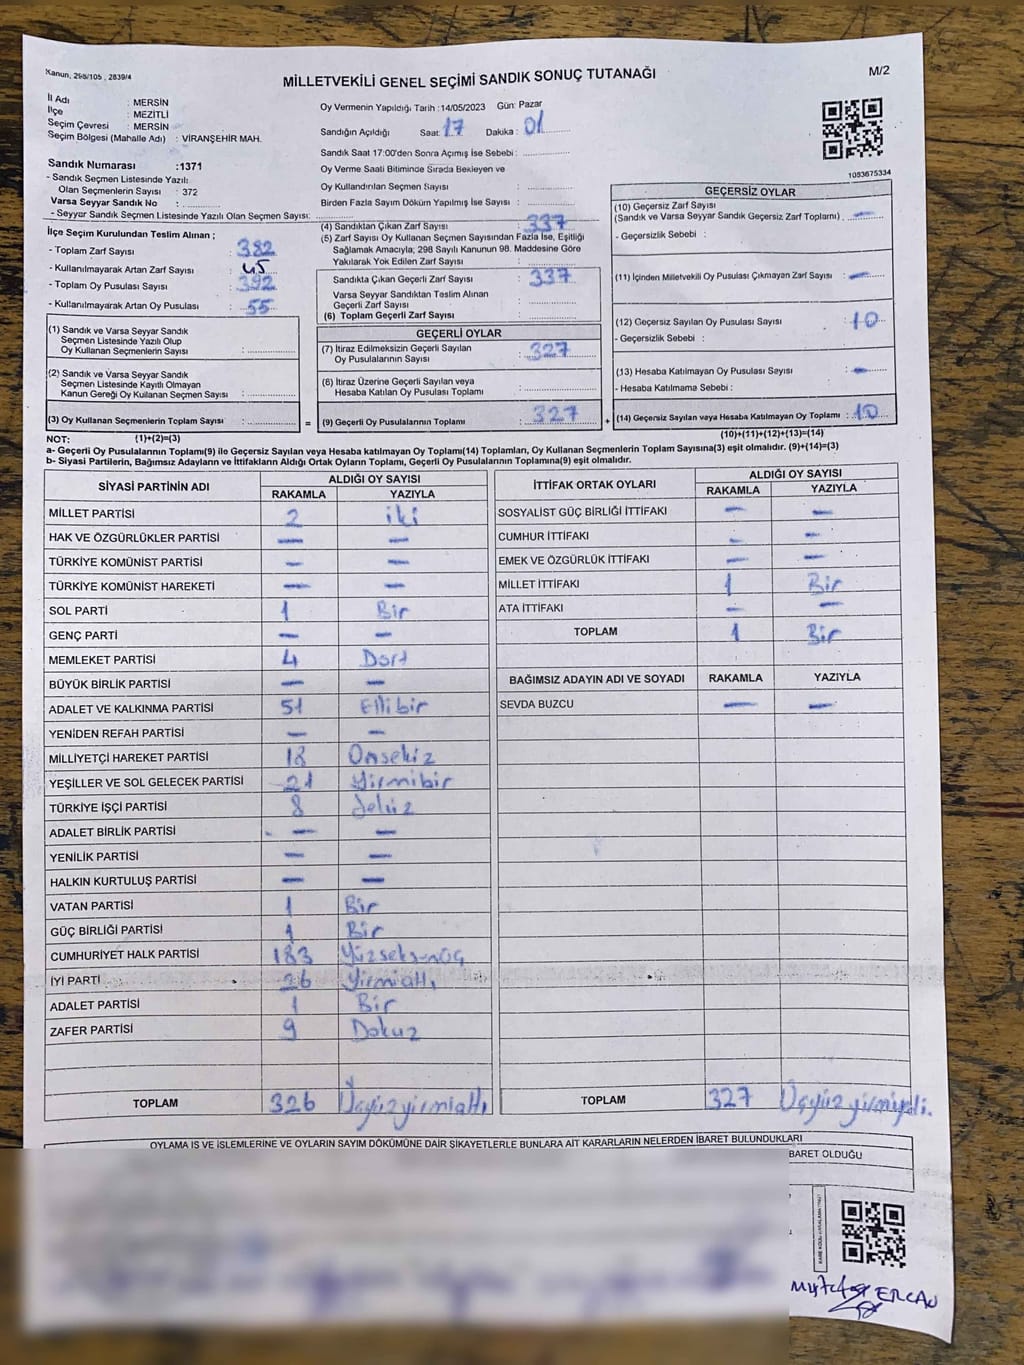 Kanun, 298/105 , 2839/4
MİLLETVEKİLİ GENEL SEÇİMİ SANDIK SONUÇ TUTANAĞI
M/2
İl Adı : MERSİN
İlçe : MEZİTLİ
Seçim Çevresi : MERSİN
Seçim Bölgesi (Mahalle Adı) : VİRANŞEHİR MAH.
Oy Vermenin Yapıldığı Tarih :14/05/2023 Gün: Pazar
Sandığın Açıldığı Saat: 17 Dakika : 01
Sandık Saat 17:00'den Sonra Açımış İse Sebebi :
Oy Verme Saati Bitiminde Sırada Bekleyen ve
Oy Kullandırılan Seçmen Sayısı :
Birden Fazla Sayım Döküm Yapılmış İse Sayısı :
1093675334
Sandık Numarası :1371
- Sandık Seçmen Listesinde Yazılı
Olan Seçmenlerin Sayısı : 372
Varsa Seyyar Sandık No :
- Seyyar Sandık Seçmen Listesinde Yazılı Olan Seçmen Sayısı:
İlçe Seçim Kurulundan Teslim Alınan ;
- Toplam Zarf Sayısı : 382
- Kullanılmayarak Artan Zarf Sayısı : 45
- Toplam Oy Pusulası Sayısı : 392
- Kullanılmayarak Artan Oy Pusulası : 55
(1) Sandık ve Varsa Seyyar Sandık
Seçmen Listesinde Yazılı Olup
Oy Kullanan Seçmenlerin Sayısı :
(2) Sandık ve Varsa Seyyar Sandık
Seçmen Listesinde Kayıtlı Olmayan
Kanun Gereği Oy Kullanan Seçmen Sayısı :
(3) Oy Kullanan Seçmenlerin Toplam Sayısı :
(4) Sandıktan Çıkan Zarf Sayısı : 337
(5) Zarf Sayısı Oy Kullanan Seçmen Sayısından Fazla İse, Eşitliği
Sağlamak Amacıyla; 298 Sayılı Kanunun 98. Maddesine Göre
Yakılarak Yok Edilen Zarf Sayısı :
Sandıkta Çıkan Geçerli Zarf Sayısı : 337
Varsa Seyyar Sandıktan Teslim Alınan
Geçerli Zarf Sayısı :
(6) Toplam Geçerli Zarf Sayısı :
GEÇERLİ OYLAR
(7) İtiraz Edilmeksizin Geçerli Sayılan
Oy Pusulalarının Sayısı : 327
(8) İtiraz Üzerine Geçerli Sayılan veya
Hesaba Katılan Oy Pusulası Toplamı :
= (9) Geçerli Oy Pusulalarının Toplamı : 327 +
GEÇERSİZ OYLAR
(10) Geçersiz Zarf Sayısı
(Sandık ve Varsa Seyyar Sandık Geçersiz Zarf Toplamı) : —
- Geçersizlik Sebebi :
(11) İçinden Milletvekili Oy Pusulası Çıkmayan Zarf Sayısı : —
(12) Geçersiz Sayılan Oy Pusulası Sayısı : 10
- Geçersizlik Sebebi :
(13) Hesaba Katılmayan Oy Pusulası Sayısı : —
- Hesaba Katılmama Sebebi :
(14) Geçersiz Sayılan veya Hesaba Katılmayan Oy Toplamı : 10
NOT: (1)+(2)=(3) (10)+(11)+(12)+(13)=(14)
a- Geçerli Oy Pusulasının Toplamı(9) ile Geçersiz Sayılan veya Hesaba katılmayan Oy Toplamı(14) Toplamları, Oy Kullanan Seçmenlerin Toplam Sayısına(3) eşit olmalıdır. (9)+(14)=(3)
b- Siyasi Partilerin, Bağımsız Adayların ve İttifakların Aldığı Ortak Oyların Toplamı, Geçerli Oy Pusulalarının Toplamına(9) eşit olmalıdır.
SİYASİ PARTİNİN ADI ALDIĞI OY SAYISI
RAKAMLA YAZIYLA
MİLLET PARTİSİ 2 iki
HAK VE ÖZGÜRLÜKLER PARTİSİ — —
TÜRKİYE KOMÜNİST PARTİSİ — —
TÜRKİYE KOMÜNİST HAREKETİ — —
SOL PARTİ 1 Bir
GENÇ PARTİ — —
MEMLEKET PARTİSİ 4 Dört
BÜYÜK BİRLİK PARTİSİ — —
ADALET VE KALKINMA PARTİSİ 51 Ellibir
YENİDEN REFAH PARTİSİ — —
MİLLİYETÇİ HAREKET PARTİSİ 18 Onsekiz
YEŞİLLER VE SOL GELECEK PARTİSİ 21 Yirmibir
TÜRKİYE İŞÇİ PARTİSİ 8 Sekiz
ADALET BİRLİK PARTİSİ — —
YENİLİK PARTİSİ — —
HALKIN KURTULUŞ PARTİSİ — —
VATAN PARTİSİ 1 Bir
GÜÇ BİRLİĞİ PARTİSİ 1 Bir
CUMHURİYET HALK PARTİSİ 183 Yüzseksenüç
İYİ PARTİ 26 Yirmialtı
ADALET PARTİSİ 1 Bir
ZAFER PARTİSİ 9 Dokuz
TOPLAM 326 Üçyüzyirmialtı
İTTİFAK ORTAK OYLARI ALDIĞI OY SAYISI
RAKAMLA YAZIYLA
SOSYALİST GÜÇ BİRLİĞİ İTTİFAKI — —
CUMHUR İTTİFAKI — —
EMEK VE ÖZGÜRLÜK İTTİFAKI — —
MİLLET İTTİFAKI 1 Bir
ATA İTTİFAKI — —
TOPLAM 1 Bir
BAĞIMSIZ ADAYIN ADI VE SOYADI RAKAMLA YAZIYLA
SEVDA BUZCU — —
TOPLAM 327 Üçyüzyirmiyedi.
OYLAMA İŞ VE İŞLEMLERİNE VE OYLARIN SAYIM DÖKÜMÜNE DAİR ŞİKAYETLERLE BUNLARA AİT KARARLARIN NELERDEN İBARET BULUNDUKLARI
BARET OLDUĞU
ERCAN